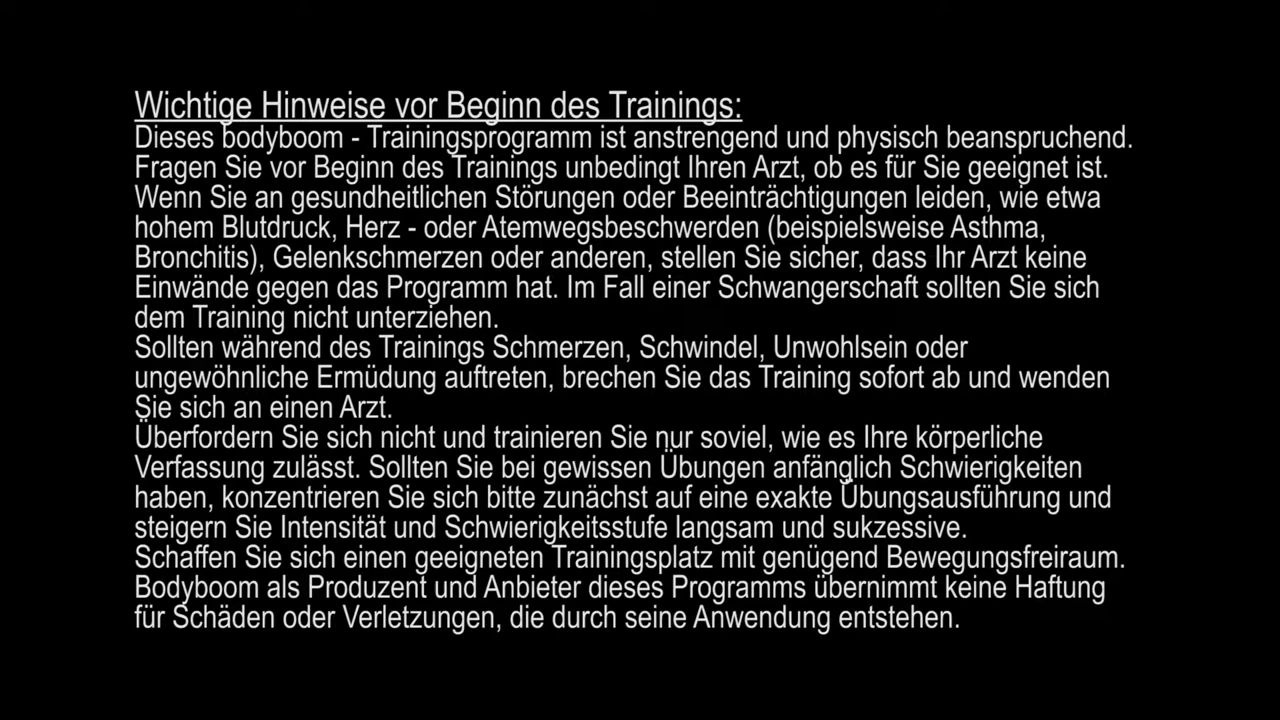 Wichtige Hinweise vor Beginn des Trainings:
Dieses bodyboom - Trainingsprogramm ist anstrengend und physisch beanspruchend.
Fragen Sie vor Beginn des Trainings unbedingt Ihren Arzt, ob es für Sie geeignet ist.
Wenn Sie an gesundheitlichen Störungen oder Beeinträchtigungen leiden, wie etwa
hohem Blutdruck, Herz - oder Atemwegsbeschwerden (beispielsweise Asthma,
Bronchitis), Gelenkschmerzen oder anderen, stellen Sie sicher, dass Ihr Arzt keine
Einwände gegen das Programm hat. Im Fall einer Schwangerschaft sollten Sie sich
dem Training nicht unterziehen.
Sollten während des Trainings Schmerzen, Schwindel, Unwohlsein oder
ungewöhnliche Ermüdung auftreten, brechen Sie das Training sofort ab und wenden
Sie sich an einen Arzt.
Überfordern Sie sich nicht und trainieren Sie nur soviel, wie es Ihre körperliche
Verfassung zulässt. Sollten Sie bei gewissen Übungen anfänglich Schwierigkeiten
haben, konzentrieren Sie sich bitte zunächst auf eine exakte Übungsausführung und
steigern Sie Intensität und Schwierigkeitsstufe langsam und sukzessive.
Schaffen Sie sich einen geeigneten Trainingsplatz mit genügend Bewegungsfreiraum.
Bodyboom als Produzent und Anbieter dieses Programms übernimmt keine Haftung
für Schäden oder Verletzungen, die durch seine Anwendung entstehen.